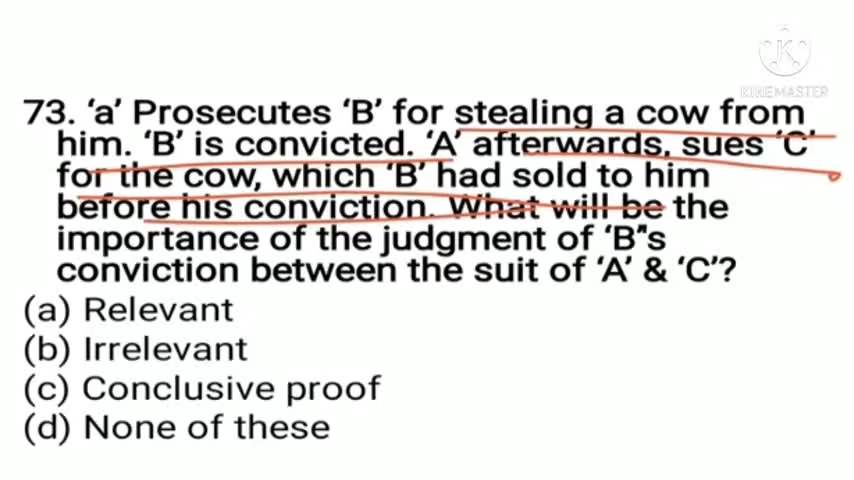 K
KINEMASTER
73. ‘a’ Prosecutes ‘B’ for stealing a cow from
him. ‘B’ is convicted. ‘A’ afterwards, sues ‘C’
for the cow, which ‘B’ had sold to him
before his conviction. What will be the
importance of the judgment of ‘B"s
conviction between the suit of ‘A’ & ‘C’?
(a) Relevant
(b) Irrelevant
(c) Conclusive proof
(d) None of these